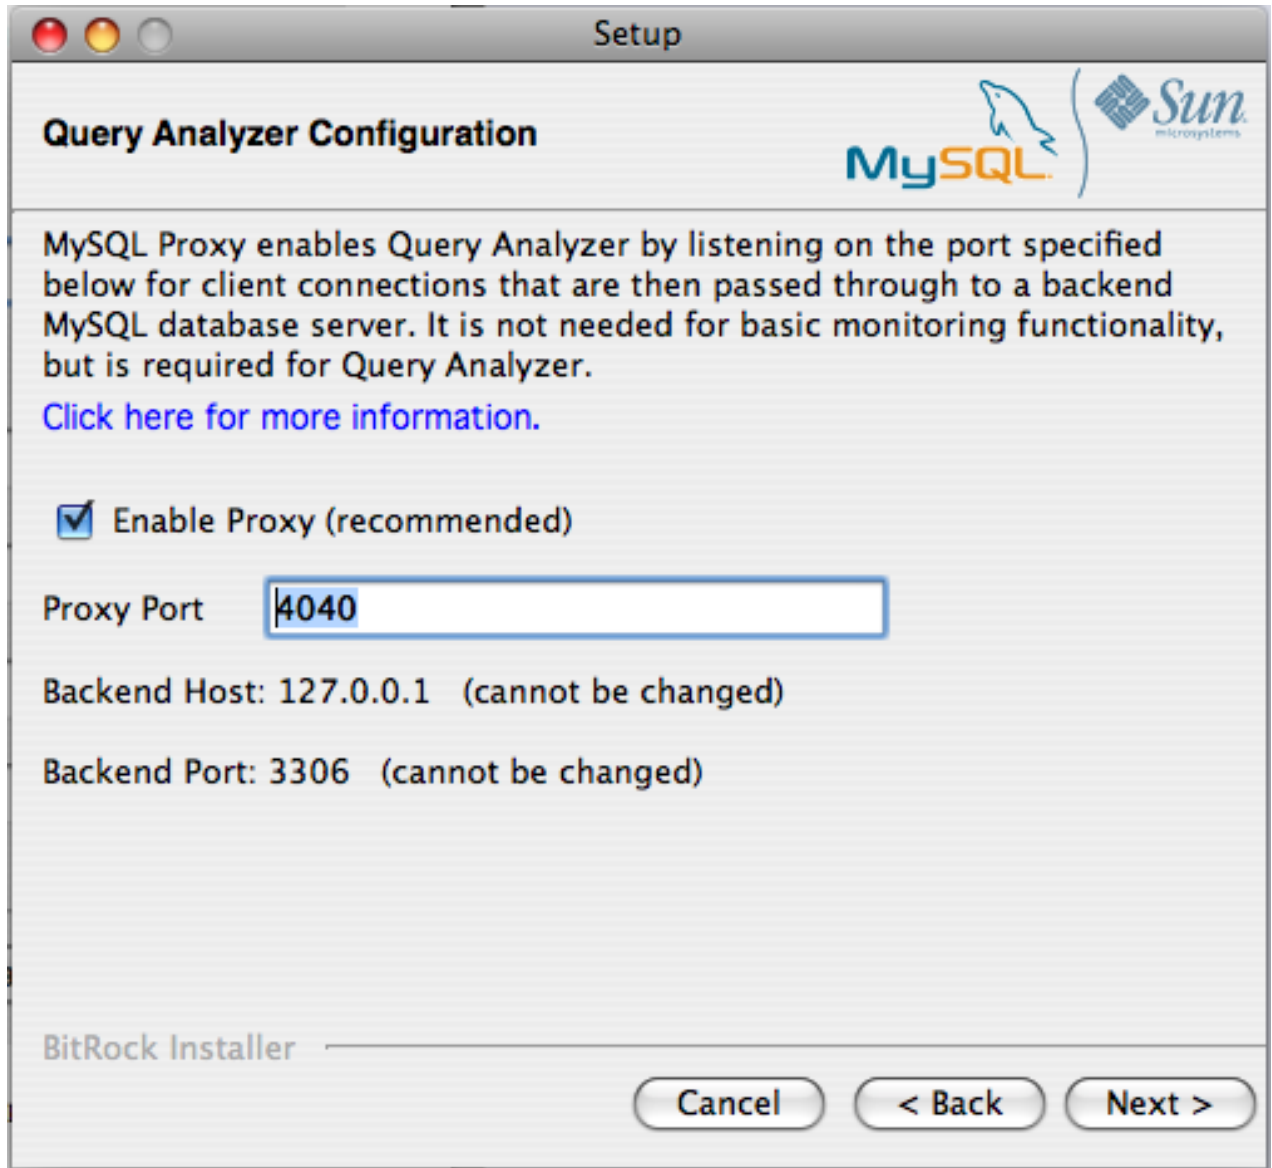 Setup
Query Analyzer Configuration
MySQL.
Sun
microsystems
MySQL Proxy enables Query Analyzer by listening on the port specified
below for client connections that are then passed through to a backend
MySQL database server. It is not needed for basic monitoring functionality,
but is required for Query Analyzer.
Click here for more information.
Enable Proxy (recommended)
Proxy Port 4040
Backend Host: 127.0.0.1 (cannot be changed)
Backend Port: 3306 (cannot be changed)
BitRock Installer
Cancel < Back Next >